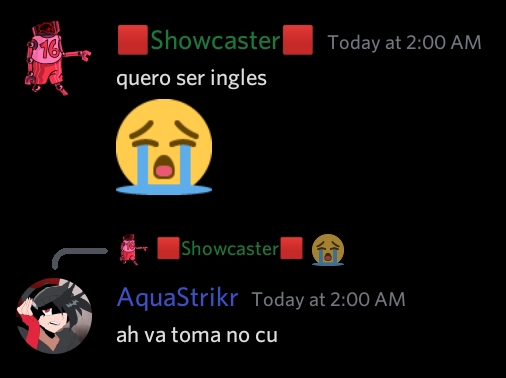 🟥Showcaster🟥 Today at 2:00 AM
quero ser ingles
😭
16
🟥Showcaster🟥 😭
AquaStrikr Today at 2:00 AM
ah va toma no cu